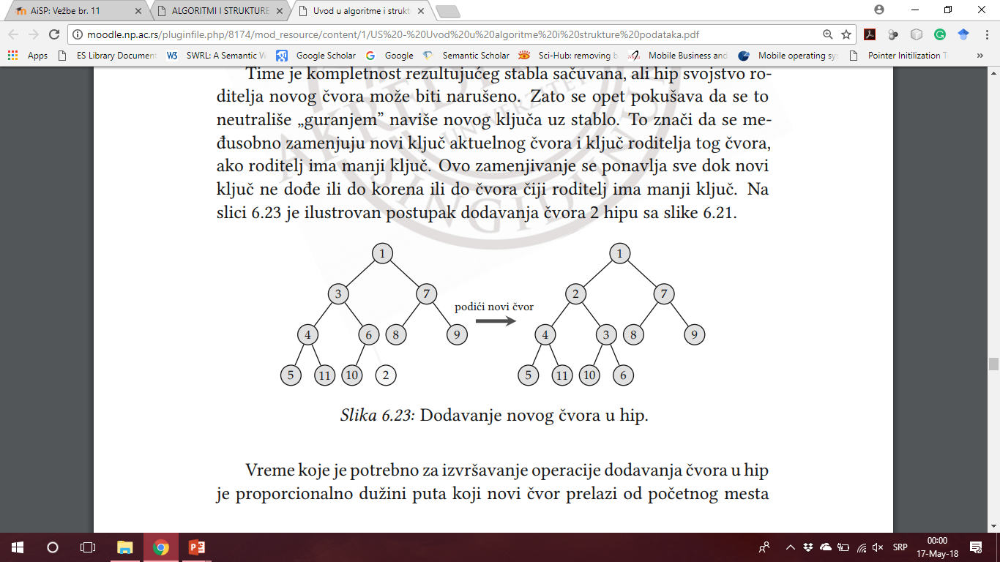 AiSP: Vežbe br. 11
ALGORITMI I STRUKTURE
Uvod u algoritme i strukt
moodle.np.ac.rs/pluginfile.php/8174/mod_resource/content/1/US%20-%20Uvod%20u%20algoritme%20i%20strukture%20podataka.pdf
Apps ES Library Document W3 SWRL: A Semantic W Google Scholar Google Semantic Scholar Sci-Hub: removing b Mobile Business and Mobile operating sy Pointer Initilization T »
Time je kompletnost rezultujućeg stabla sačuvana, ali hip svojstvo ro-
ditelja novog čvora može biti narušeno. Zato se opet pokušava da se to
neutrališe „guranjem” naviše novog ključa uz stablo. To znači da se me-
đusobno zamenjuju novi ključ aktuelnog čvora i ključ roditelja tog čvora,
ako roditelj ima manji ključ. Ovo zamenjivanje se ponavlja sve dok novi
ključ ne dođe ili do korena ili do čvora čiji roditelj ima manji ključ. Na
slici 6.23 je ilustrovan postupak dodavanja čvora 2 hipu sa slike 6.21.
1
3 7
4 6 8 9
5 11 10 2
podići novi čvor
1
2 7
4 3 8 9
5 11 10 6
Slika 6.23: Dodavanje novog čvora u hip.
Vreme koje je potrebno za izvršavanje operacije dodavanja čvora u hip
je proporcionalno dužini puta koji novi čvor prelazi od početnog mesta
SRP
00:00
17-May-18